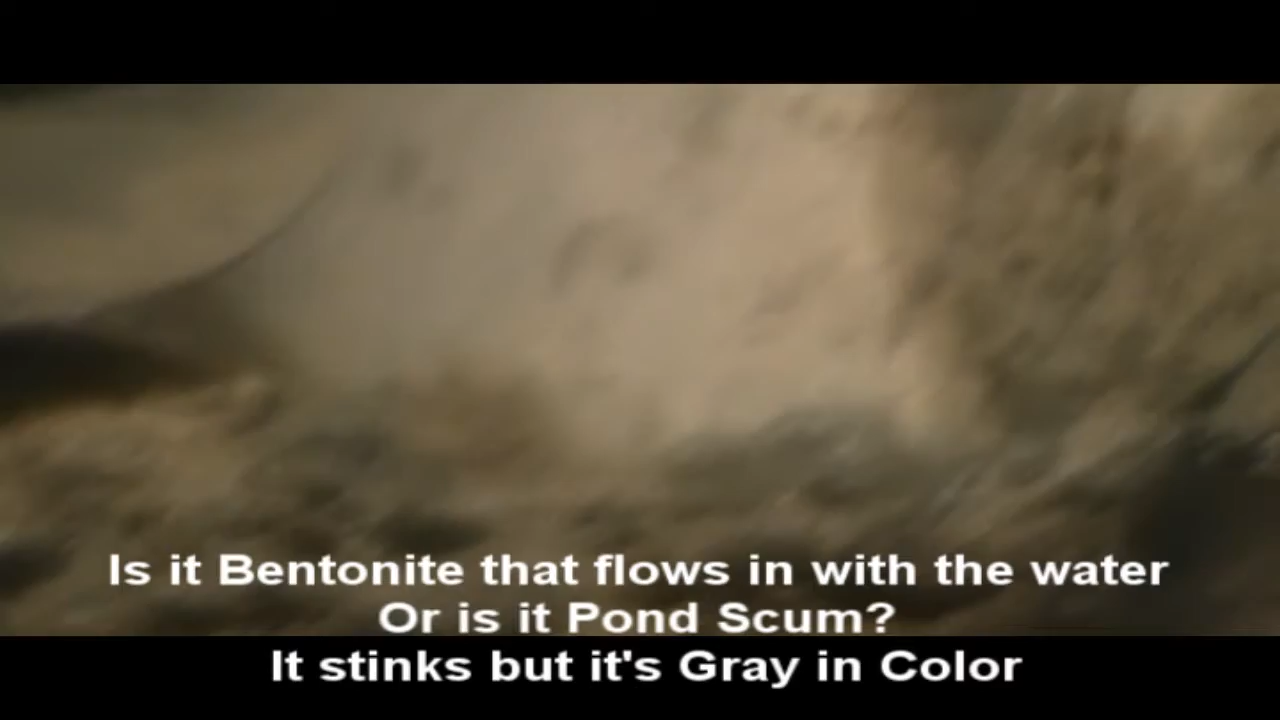 Is it Bentonite that flows in with the water
Or is it Pond Scum?
It stinks but it's Gray in Color